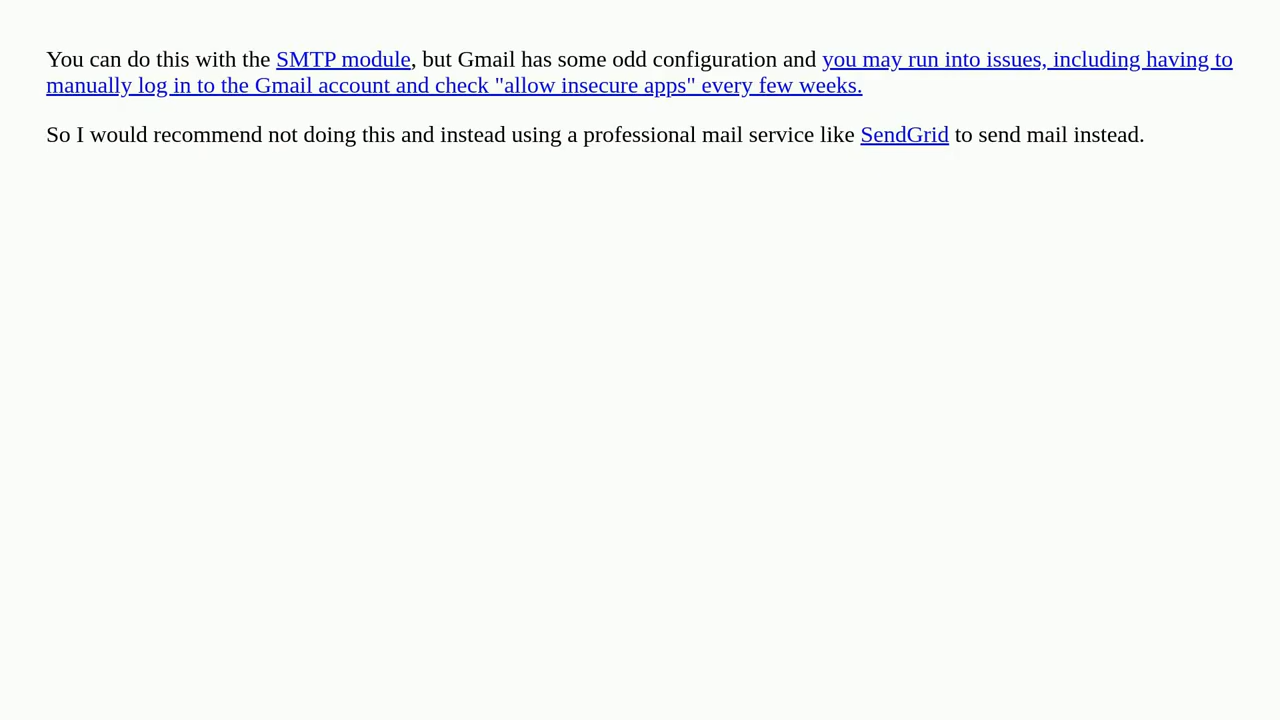 You can do this with the SMTP module, but Gmail has some odd configuration and you may run into issues, including having to
manually log in to the Gmail account and check "allow insecure apps" every few weeks.
So I would recommend not doing this and instead using a professional mail service like SendGrid to send mail instead.